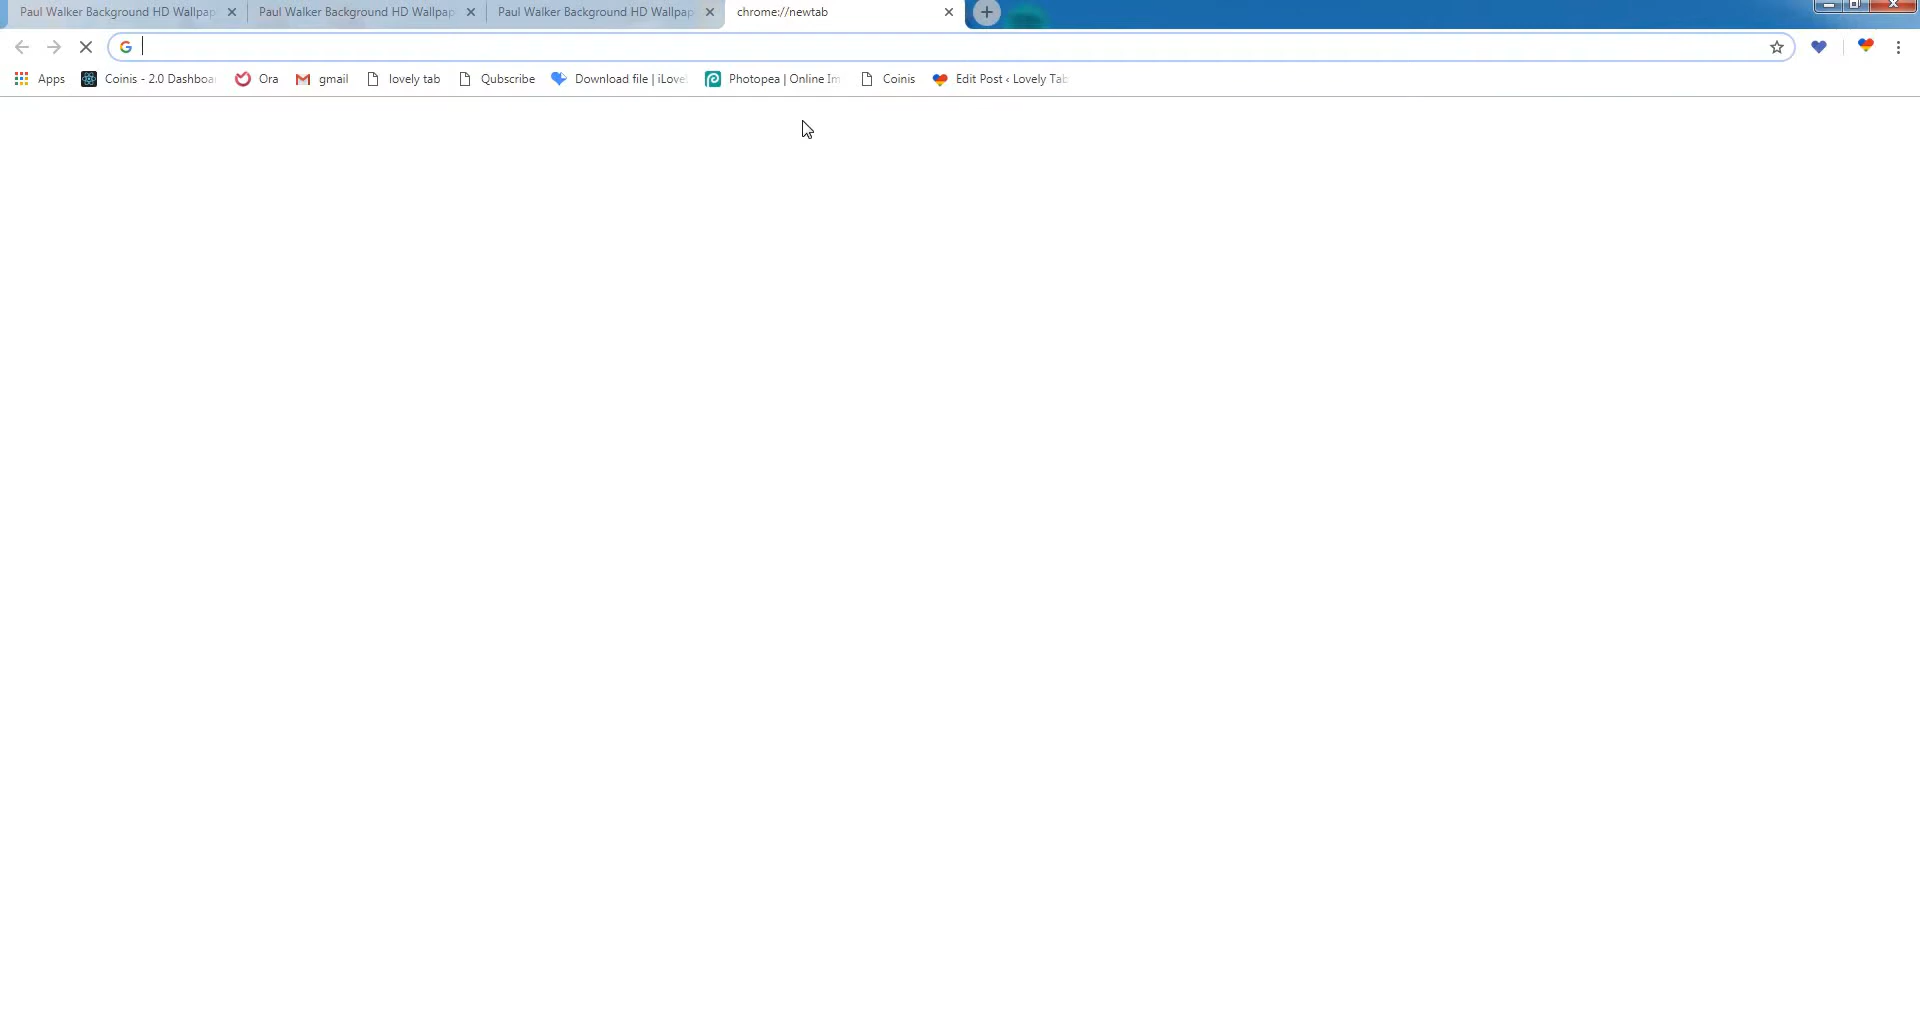 Paul Walker Background HD Wallpap Paul Walker Background HD Wallpap Paul Walker Background HD Wallpap chrome://newtab
Apps Coinis - 2.0 Dashboa Ora gmail lovely tab Qubscribe Download file | iLove Photopea | Online Im Coinis Edit Post ‹ Lovely Tab